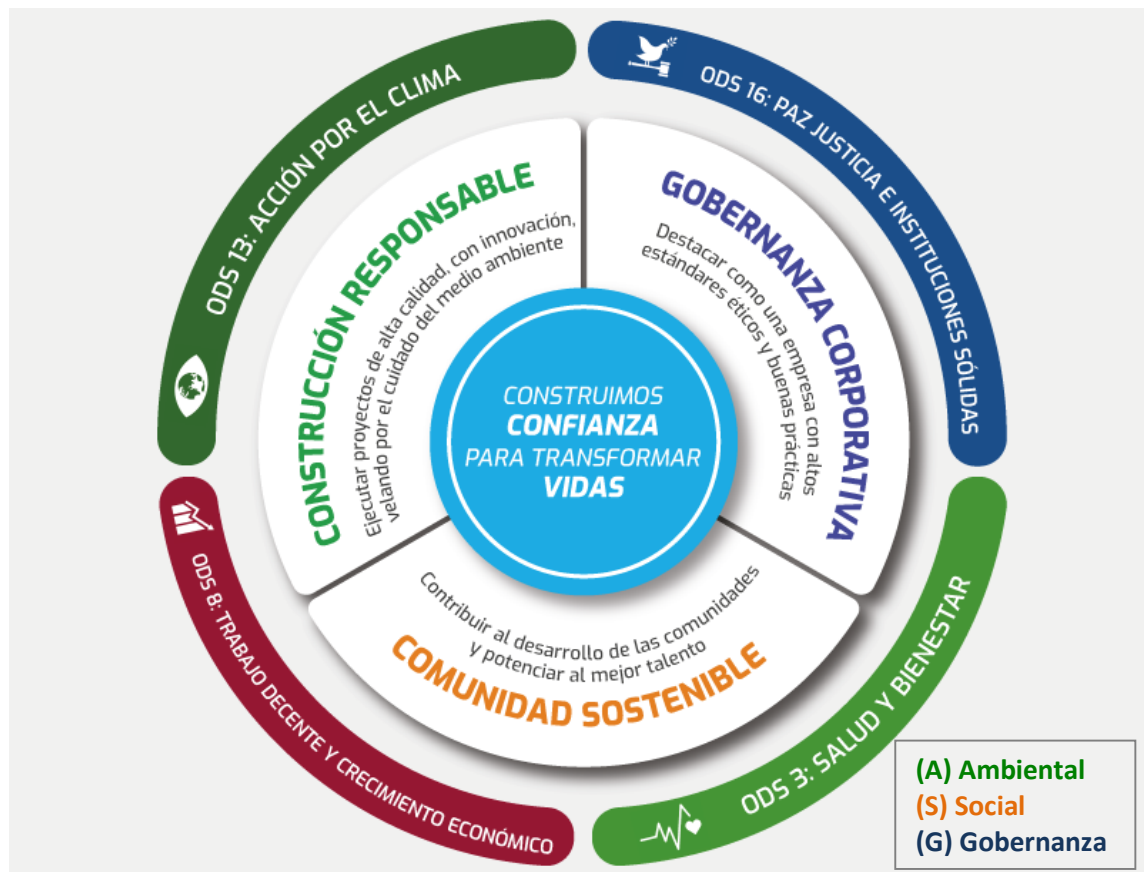 ODS 13: ACCIÓN POR EL CLIMA
ODS 16: PAZ JUSTICIA E INSTITUCIONES SÓLIDAS
CONSTRUCCIÓN RESPONSABLE
Ejecutar proyectos de alta calidad, con innovación,
velando por el cuidado del medio ambiente
GOBERNANZA CORPORATIVA
Destacar como una empresa con altos
estándares éticos y buenas prácticas
CONSTRUIMOS
CONFIANZA
PARA TRANSFORMAR
VIDAS
Contribuir al desarrollo de las comunidades
y potenciar al mejor talento
COMUNIDAD SOSTENIBLE
ODS 8: TRABAJO DECENTE Y CRECIMIENTO ECONÓMICO
ODS 3: SALUD Y BIENESTAR
(A) Ambiental
(S) Social
(G) Gobernanza